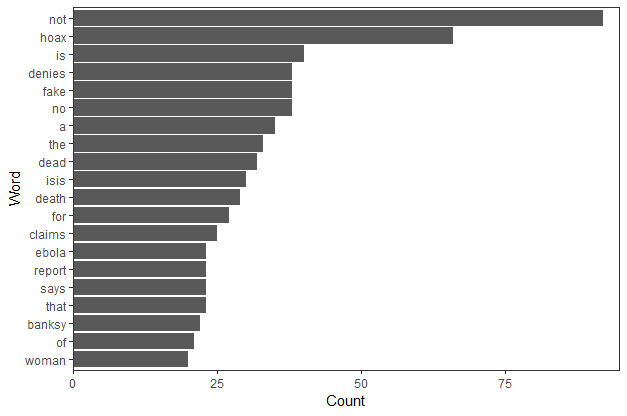 not
hoax
is
denies
fake
no
a
the
dead
isis
death
for
claims
ebola
report
says
that
banksy
of
woman
Word
0 25 50 75
Count